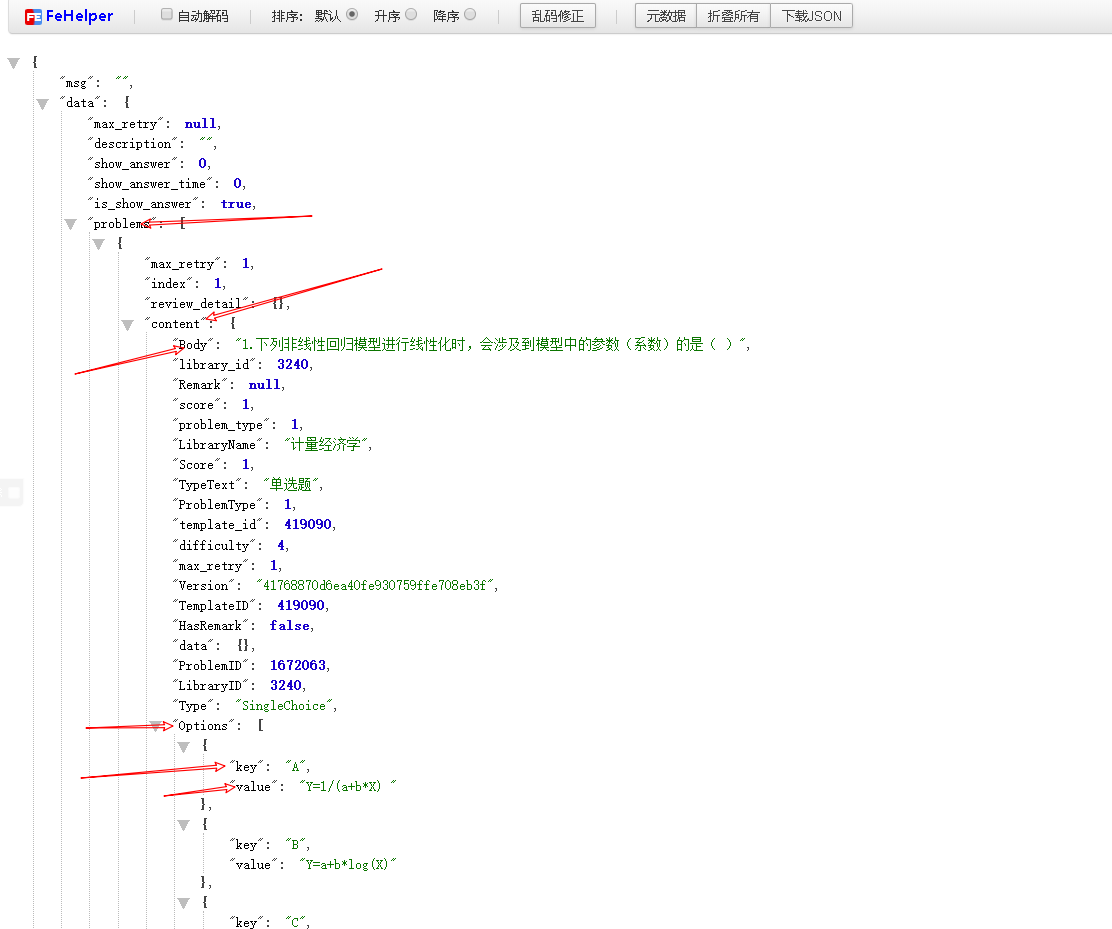 FeHelper 自动解码 排序: 默认 升序 降序 乱码修正 元数据 折叠所有 下载JSON
{
"msg": "",
"data": {
"max_retry": null,
"description": "",
"show_answer": 0,
"show_answer_time": 0,
"is_show_answer": true,
"problems": [
{
"max_retry": 1,
"index": 1,
"review_detail": {},
"content": {
"Body": "1.下列非线性回归模型进行线性化时，会涉及到模型中的参数（系数）的是（ ）",
"library_id": 3240,
"Remark": null,
"score": 1,
"problem_type": 1,
"LibraryName": "计量经济学",
"Score": 1,
"TypeText": "单选题",
"ProblemType": 1,
"template_id": 419090,
"difficulty": 4,
"max_retry": 1,
"Version": "41768870d6ea40fe930759ffe708eb3f",
"TemplateID": 419090,
"HasRemark": false,
"data": {},
"ProblemID": 1672063,
"LibraryID": 3240,
"Type": "SingleChoice",
"Options": [
{
"key": "A",
"value": "Y=1/(a+b*X) "
},
{
"key": "B",
"value": "Y=a+b*log(X)"
},
{
"key": "C",